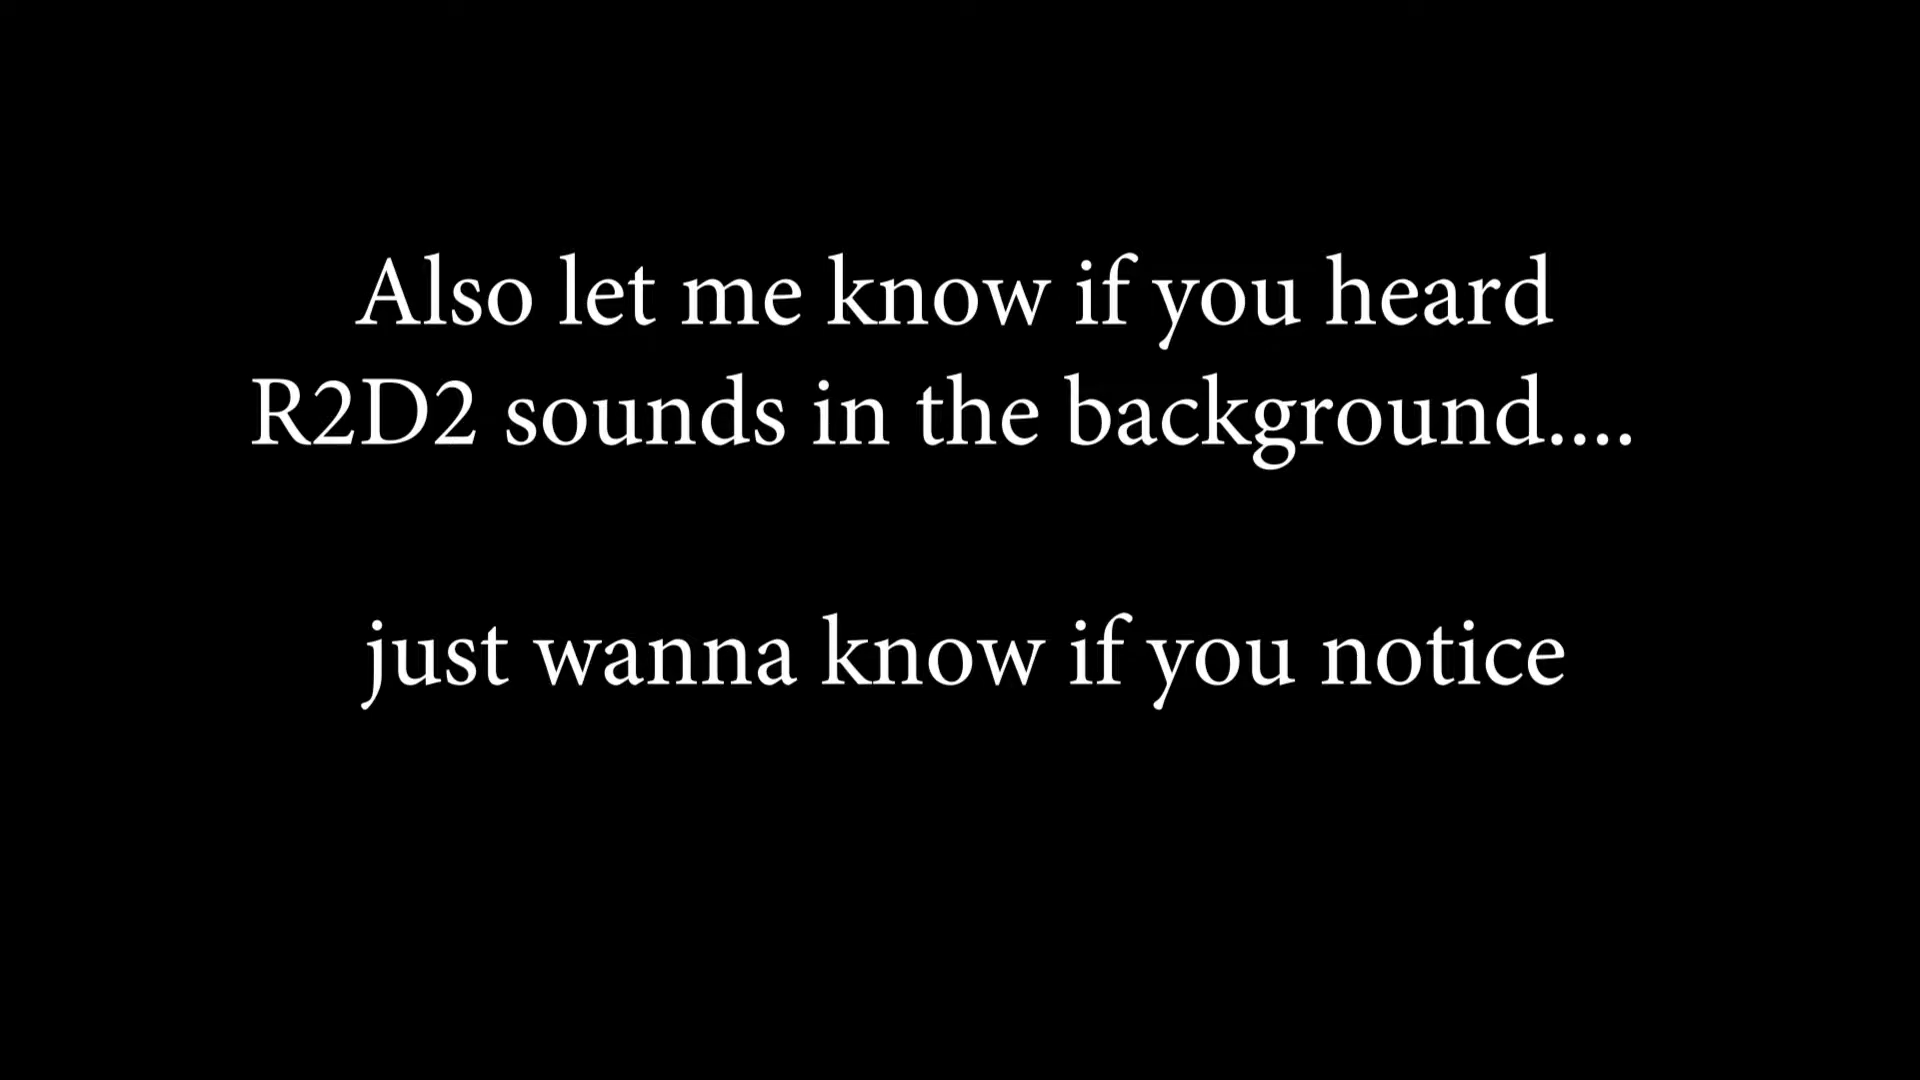 Also let me know if you heard
R2D2 sounds in the background....
just wanna know if you notice